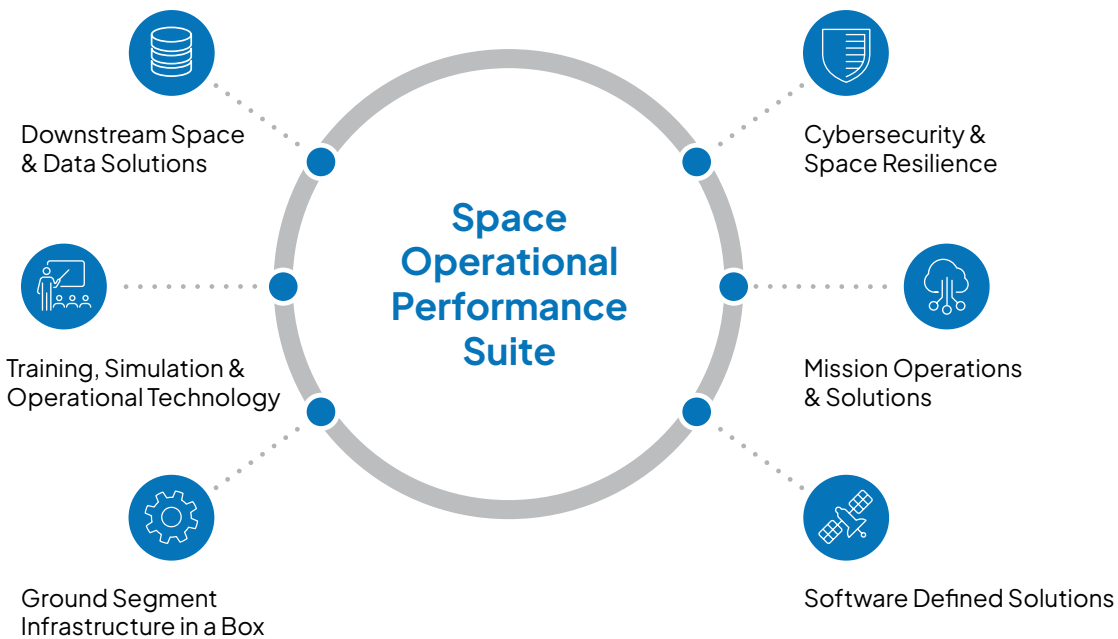 Downstream Space
& Data Solutions
Cybersecurity &
Space Resilience
Space
Operational
Performance
Suite
Training, Simulation &
Operational Technology
Mission Operations
& Solutions
Ground Segment
Infrastructure in a Box
Software Defined Solutions